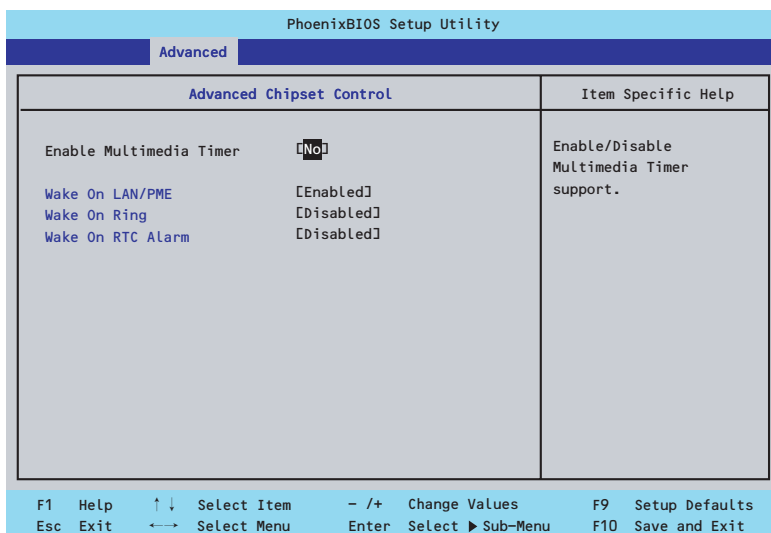 PhoenixBIOS Setup Utility
Advanced
Advanced Chipset Control
Item Specific Help
Enable Multimedia Timer [No]
Wake On LAN/PME [Enabled]
Wake On Ring [Disabled]
Wake On RTC Alarm [Disabled]
Enable/Disable
Multimedia Timer
support.
F1 Help ↑↓ Select Item - /+ Change Values F9 Setup Defaults
Esc Exit ←→ Select Menu Enter Select ▶ Sub-Menu F10 Save and Exit